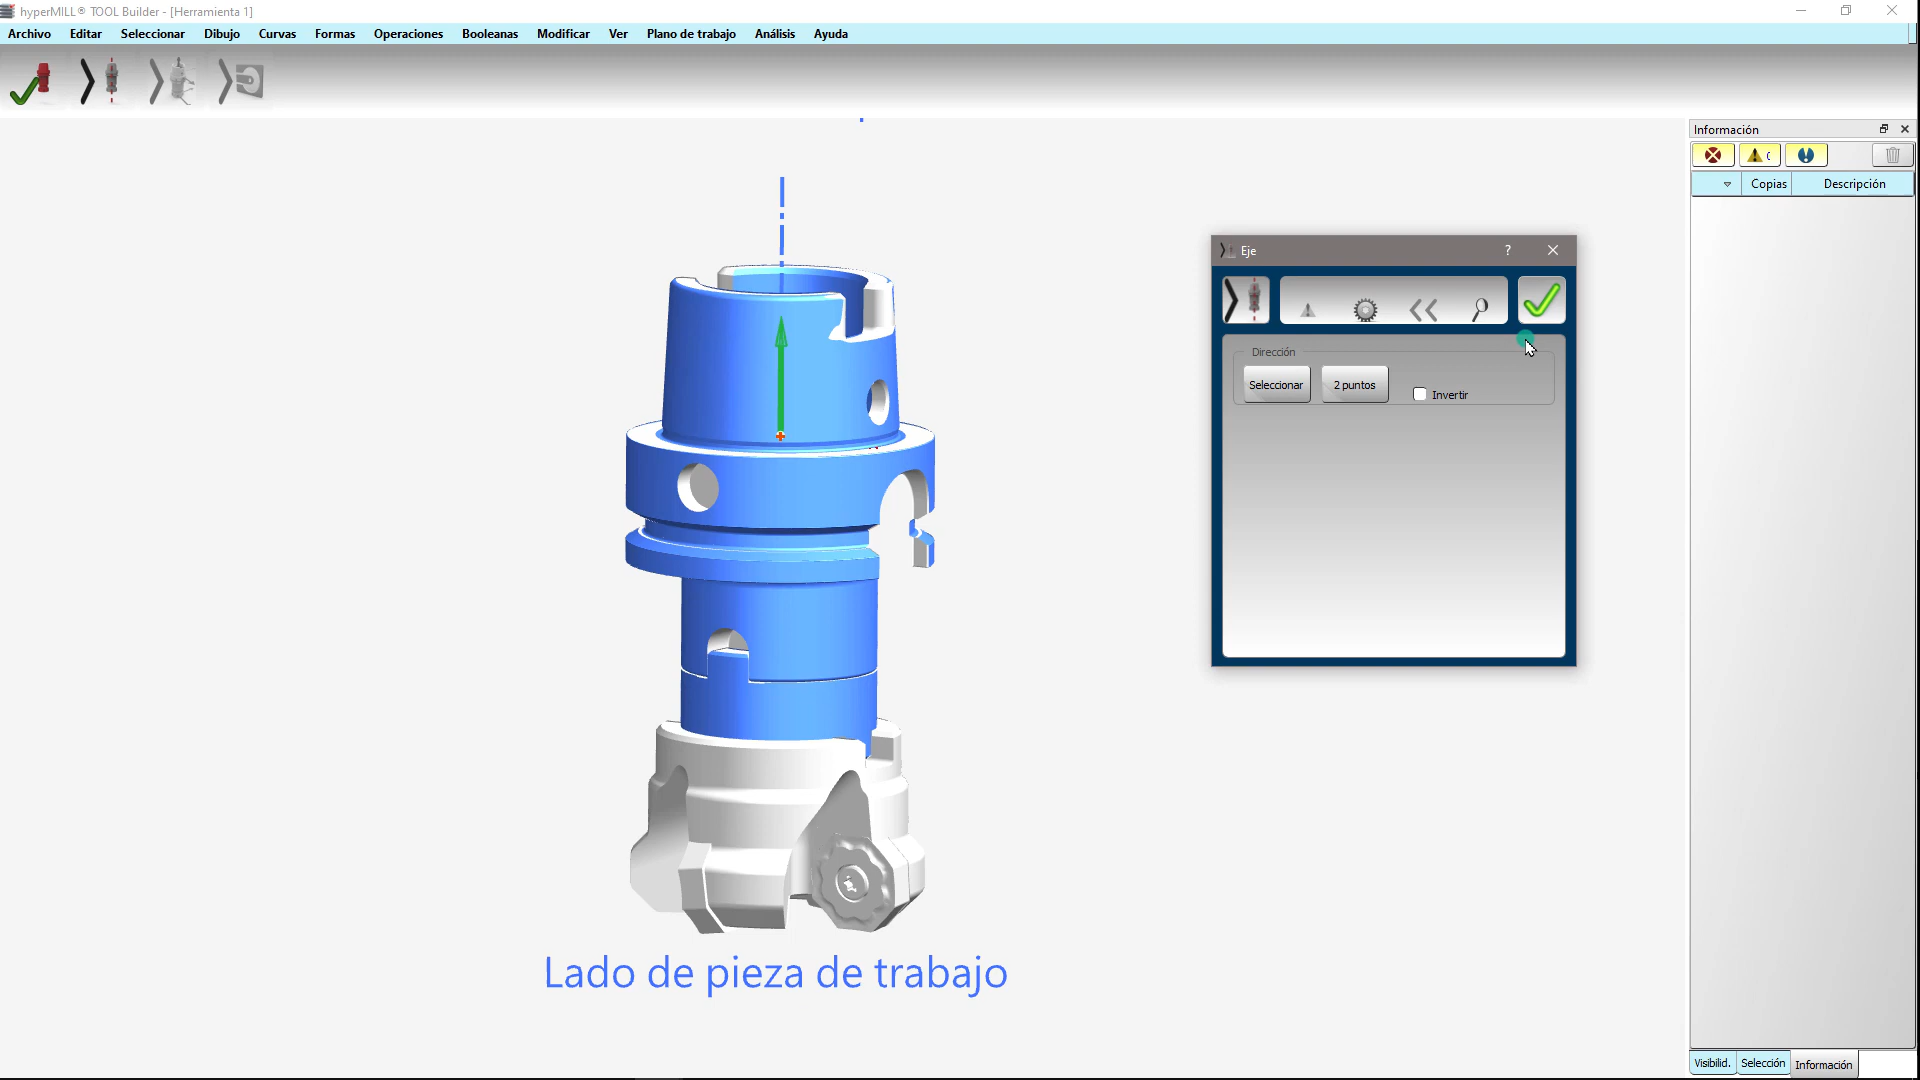 hyperMILL® TOOL Builder - [Herramienta 1]
Archivo Editar Seleccionar Dibujo Curvas Formas Operaciones Booleanas Modificar Ver Plano de trabajo Análisis Ayuda
Información
Copias Descripción
Eje ?
Dirección
Seleccionar 2 puntos Invertir
Lado de pieza de trabajo
Visibilid. Selección Información